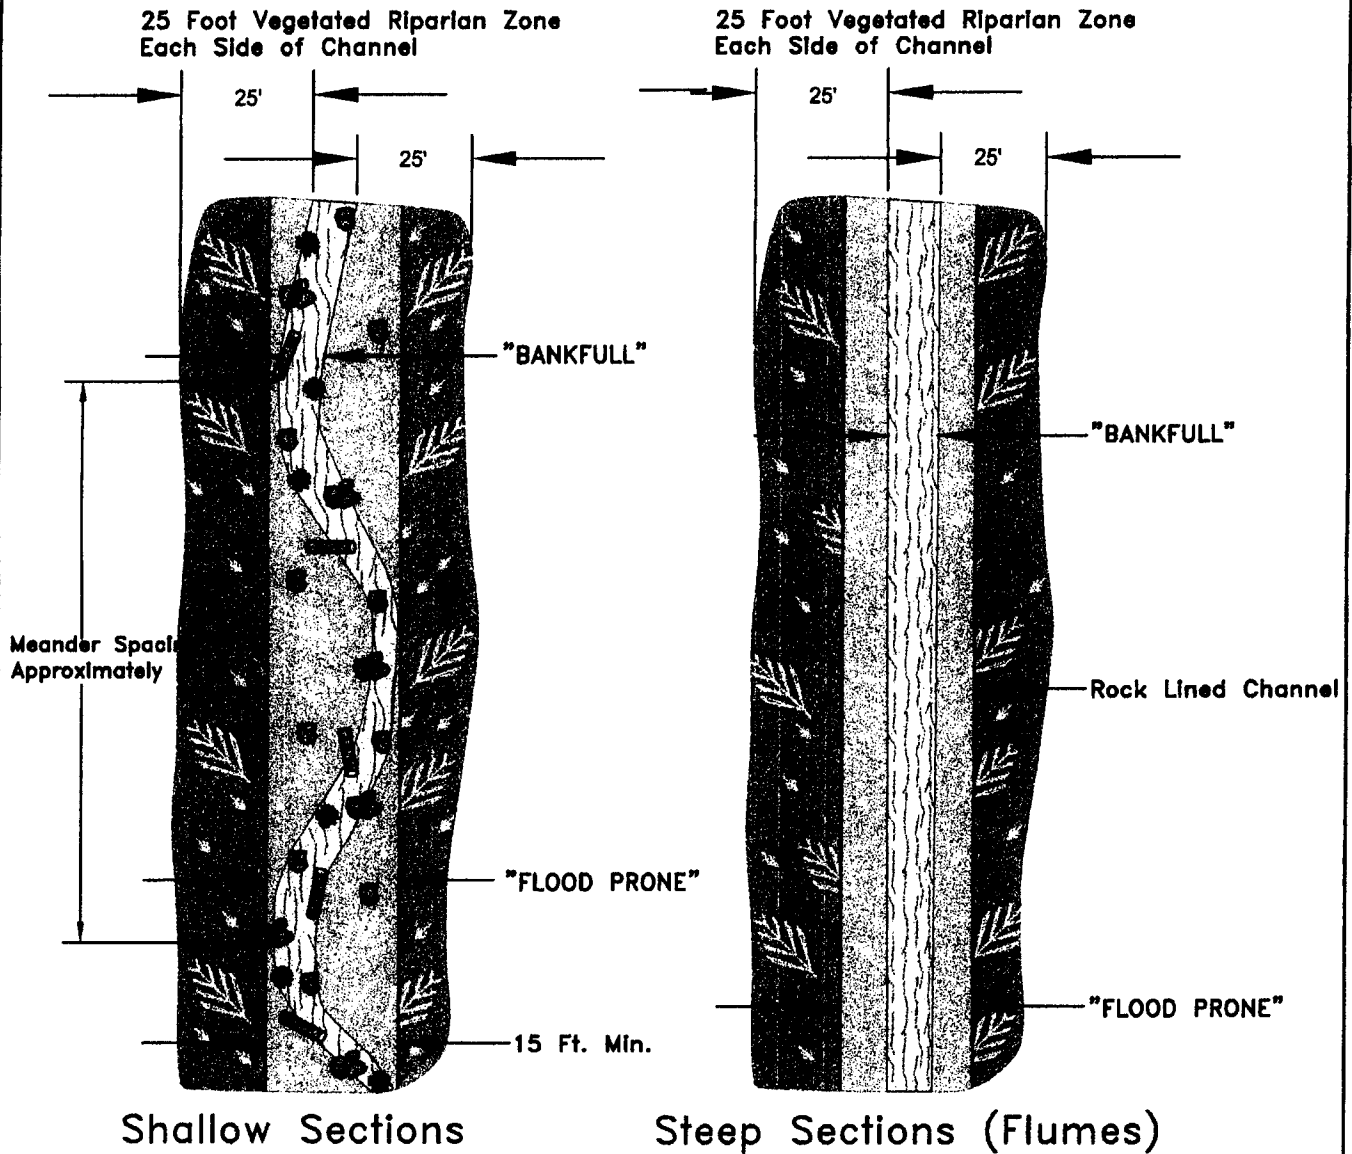 25 Foot Vegetated Riparian Zone
Each Side of Channel
25'
25'
"BANKFULL"
Meander
Approximately
"FLOOD PRONE"
15 Ft. Min.
Shallow Sections
25 Foot Vegetated Riparian Zone
Each Side of Channel
25'
25'
"BANKFULL"
Rock Lined Channel
"FLOOD PRONE"
Steep Sections (Flumes)